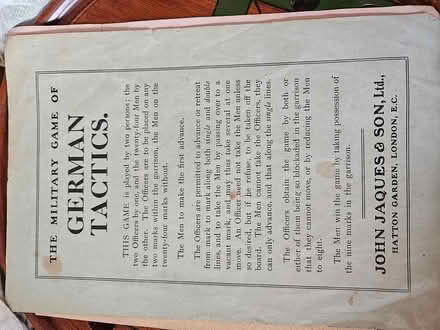 THE MILITARY GAME OF
GERMAN
TACTICS.
THIS GAME is played by two persons; the
two Officers by one, and the twenty-four Men by
the other. The Officers are to be placed on any
two marks within the garrison, the Men on the
twenty-four marks without.
The Men to make the first advance.
The Officers are permitted to advance or retreat
from mark to mark along both single and double
lines, and to take the Men by passing over to a
vacant mark, and may thus take several at one
move. An Officer need not take the Men unless
so desired, but if he refuse, to be taken off the
board. The Men cannot take the Officers, they
can only advance, and that along the single lines.
The Officers obtain the game by both or
either of them being so blockaded in the garrison
that they cannot move, or by reducing the Men
to eight.
The Men win the game by taking possession of
the nine marks in the garrison.
JOHN JAQUES & SON, Ltd.,
HATTON GARDEN, LONDON, E.C.